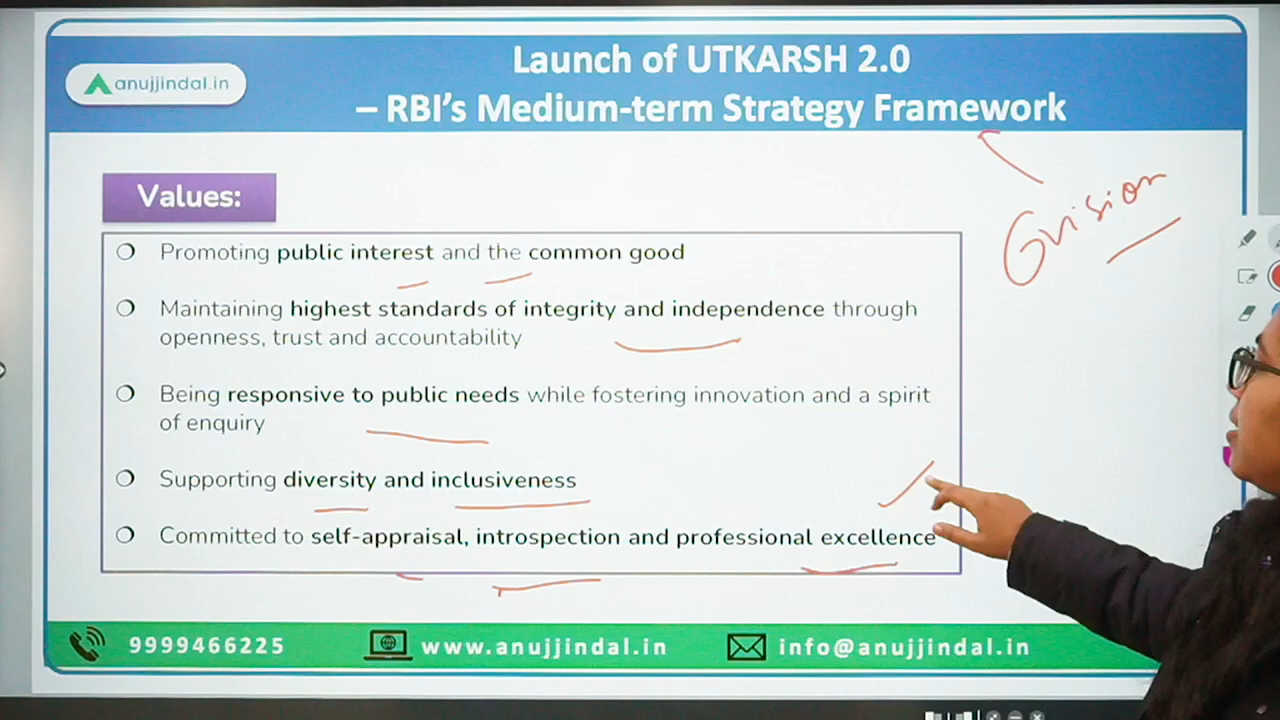 Launch of UTKARSH 2.0
anujjindal.in
– RBI’s Medium-term Strategy Framework
Values:
6 vision
❍ Promoting public interest and the common good
❍ Maintaining highest standards of integrity and independence through
openness, trust and accountability
❍ Being responsive to public needs while fostering innovation and a spirit
of enquiry
❍ Supporting diversity and inclusiveness
❍ Committed to self-appraisal, introspection and professional excellence
9999466225 www.anujjindal.in info@anujjindal.in